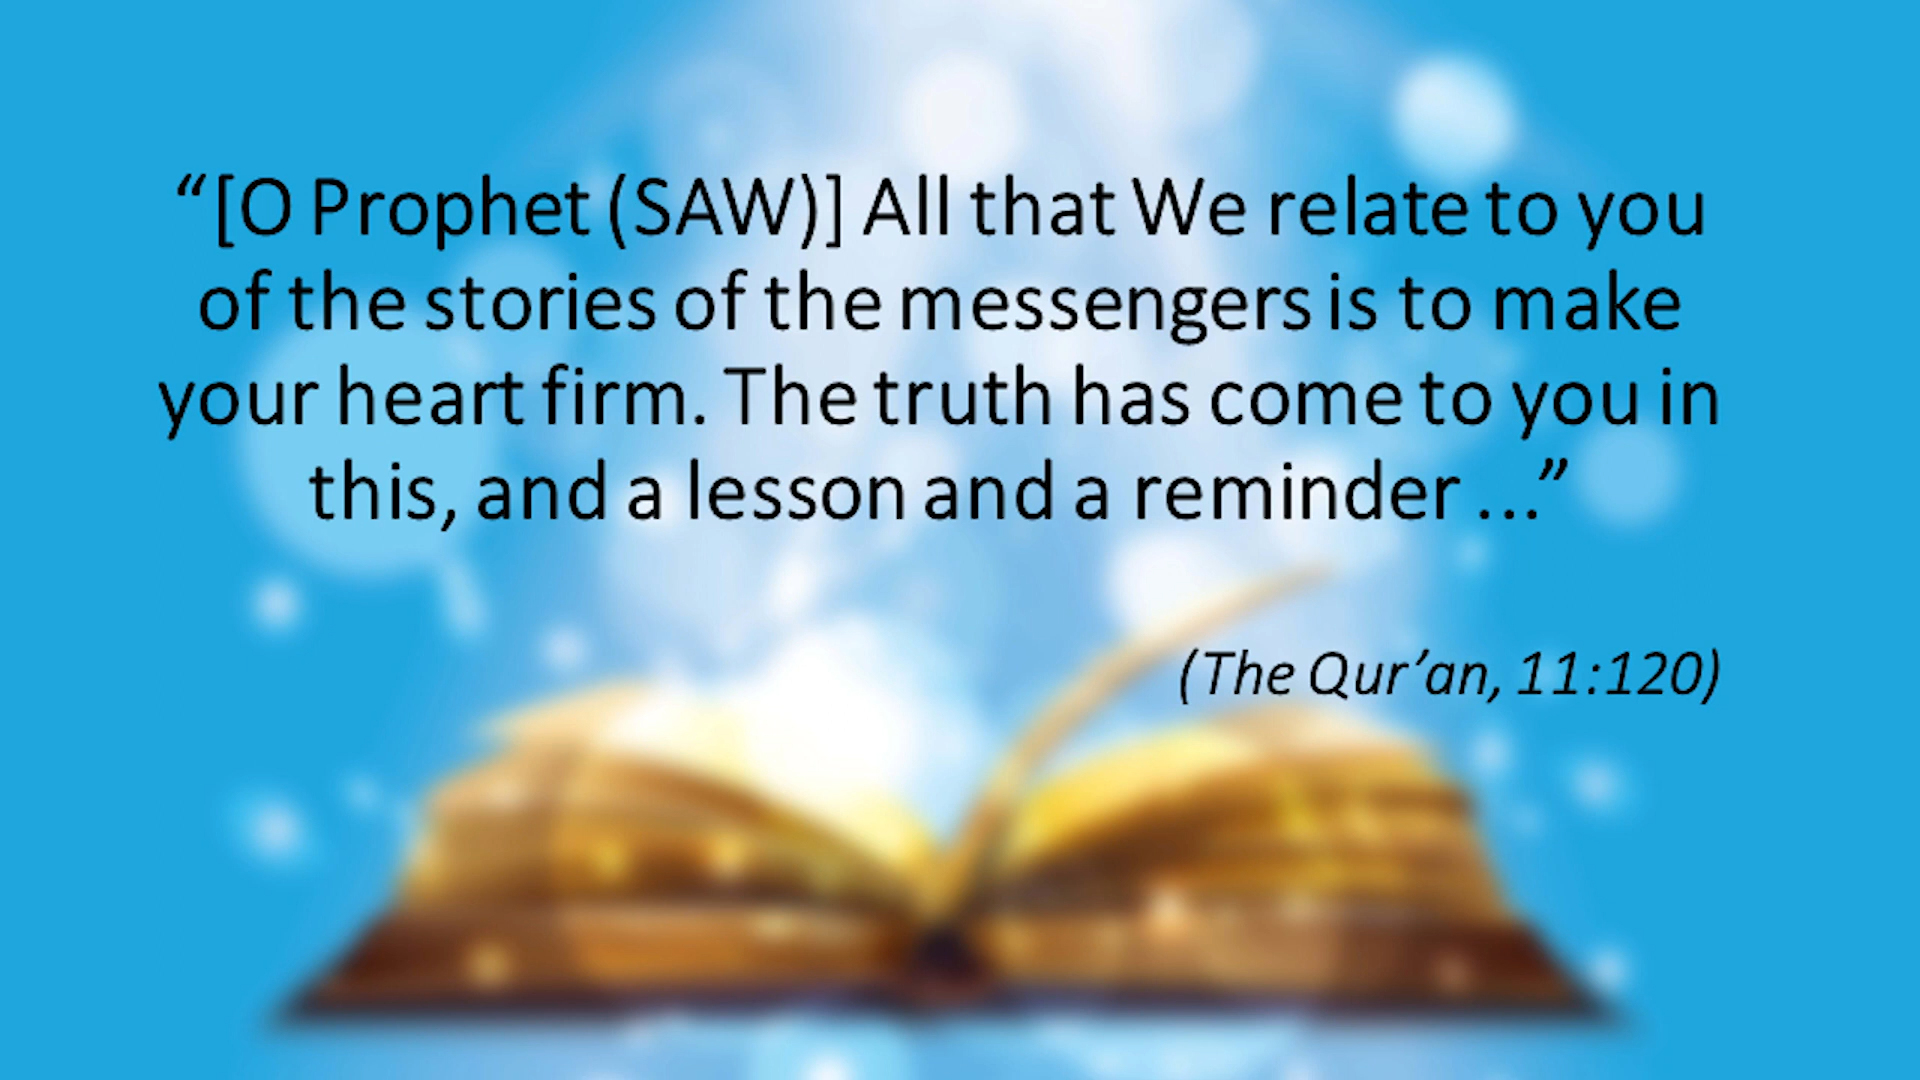 “[O Prophet (SAW)] All that We relate to you
of the stories of the messengers is to make
your heart firm. The truth has come to you in
this, and a lesson and a reminder ...”
(The Qur’an, 11:120)